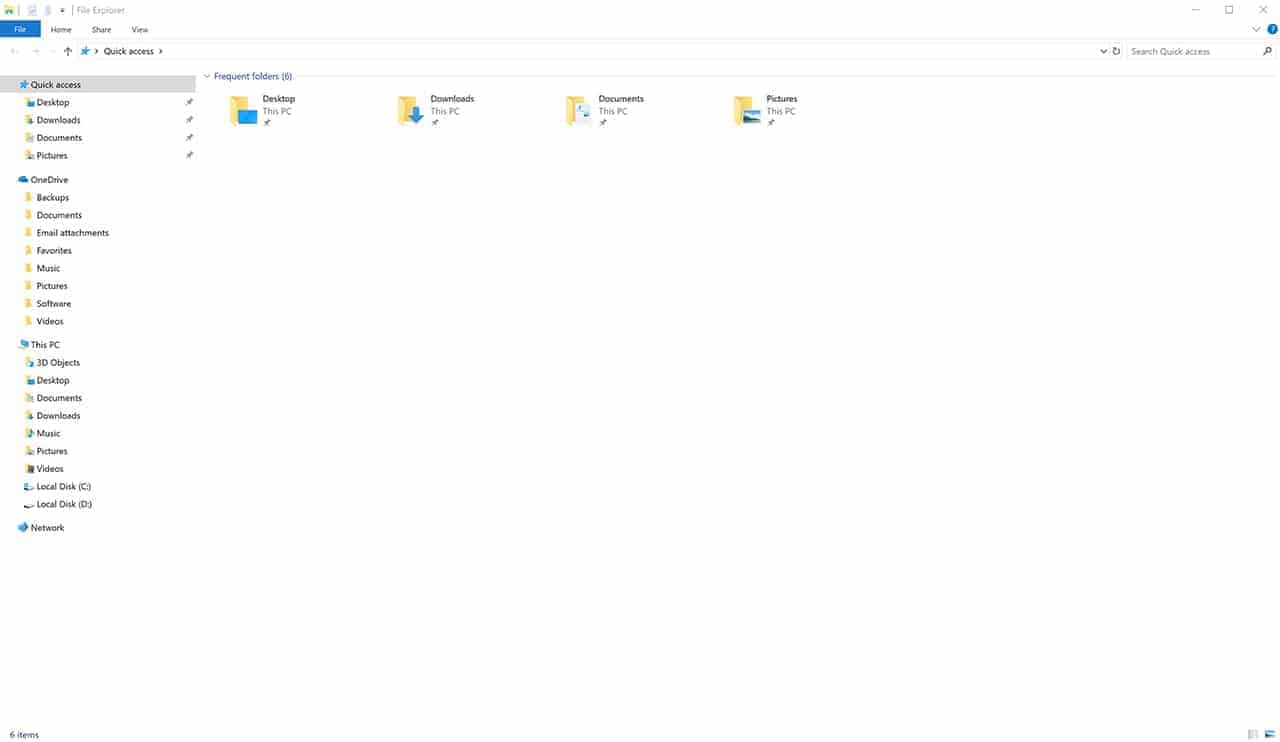 File Explorer
File Home Share View
Quick access
Search Quick access
Quick access
Desktop
Downloads
Documents
Pictures
OneDrive
Backups
Documents
Email attachments
Favorites
Music
Pictures
Software
Videos
This PC
3D Objects
Desktop
Documents
Downloads
Music
Pictures
Videos
Local Disk (C:)
Local Disk (D:)
Network
Frequent folders (6)
Desktop
This PC
Downloads
This PC
Documents
This PC
Pictures
This PC
6 items